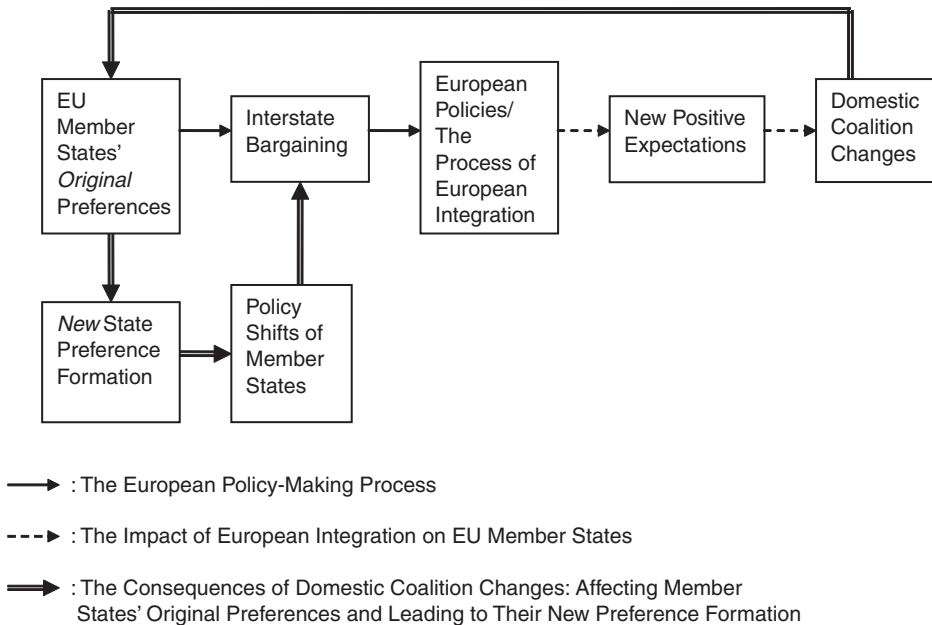 EU
Member
States'
Original
Preferences
Interstate
Bargaining
European
Policies/
The
Process of
European
Integration
New Positive
Expectations
Domestic
Coalition
Changes
New State
Preference
Formation
Policy
Shifts of
Member
States
: The European Policy-Making Process
: The Impact of European Integration on EU Member States
: The Consequences of Domestic Coalition Changes: Affecting Member
States' Original Preferences and Leading to Their New Preference Formation